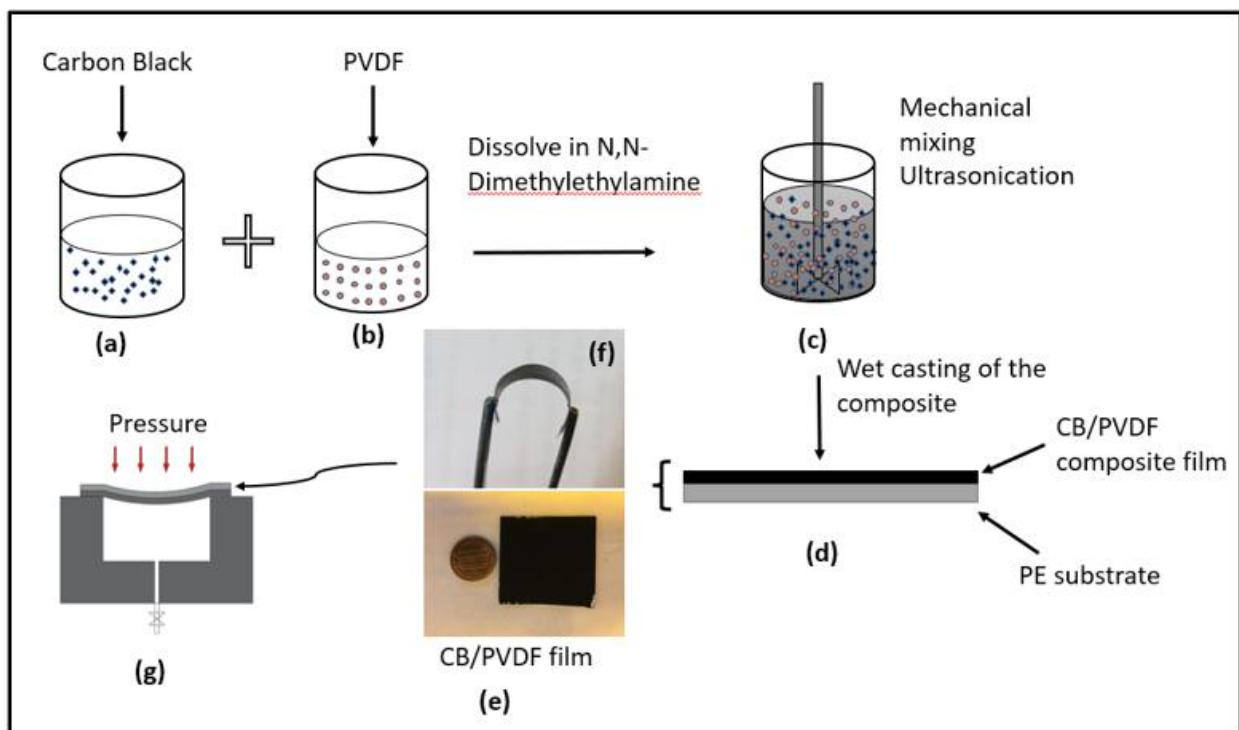 Carbon Black
PVDF
Dissolve in N,N-
Dimethylethylamine
Mechanical
mixing
Ultrasonication
(a)
(b)
(c)
(f)
Wet casting of the
composite
Pressure
CB/PVDF
composite film
(d)
PE substrate
CB/PVDF film
(g)
(e)